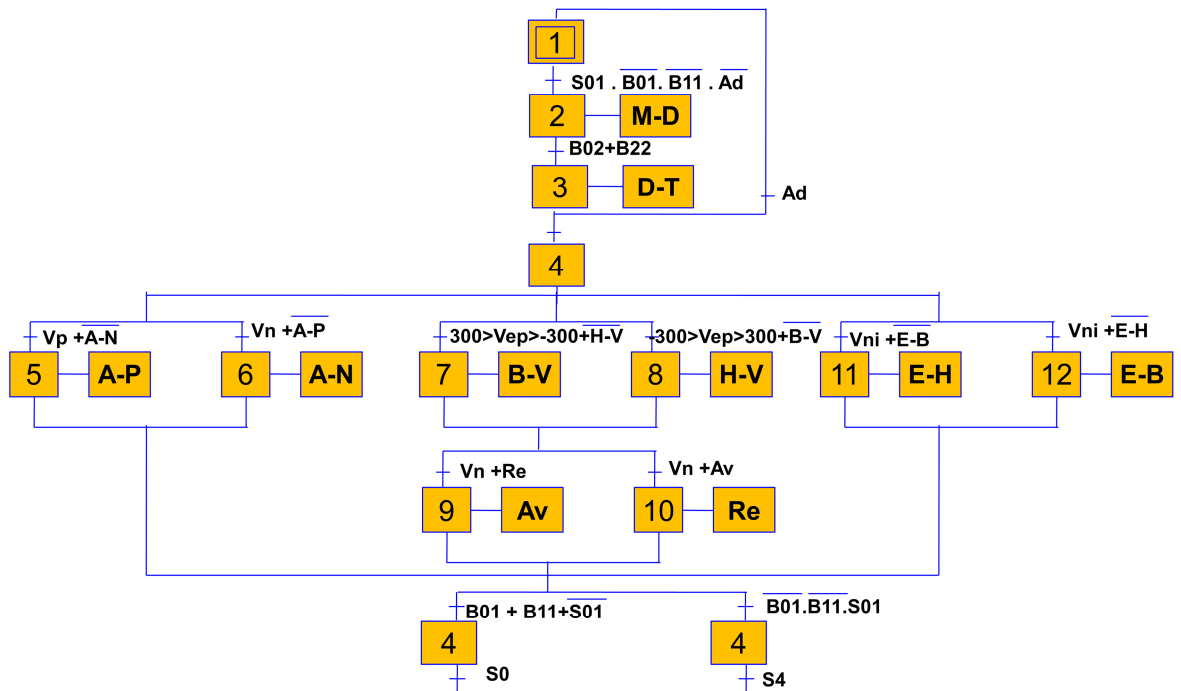 1
S01 . B01. B11 . Ad
2 M-D
B02+B22
3 D-T
Ad
4
Vp +A-N Vn +A-P 300>Vep>-300+H-V -300>Vep>300+B-V Vni +E-B Vni +E-H
5 A-P 6 A-N 7 B-V 8 H-V 11 E-H 12 E-B
Vn +Re Vn +Av
9 Av 10 Re
B01 + B11+S01 B01.B11.S01
4 4
S0 S4